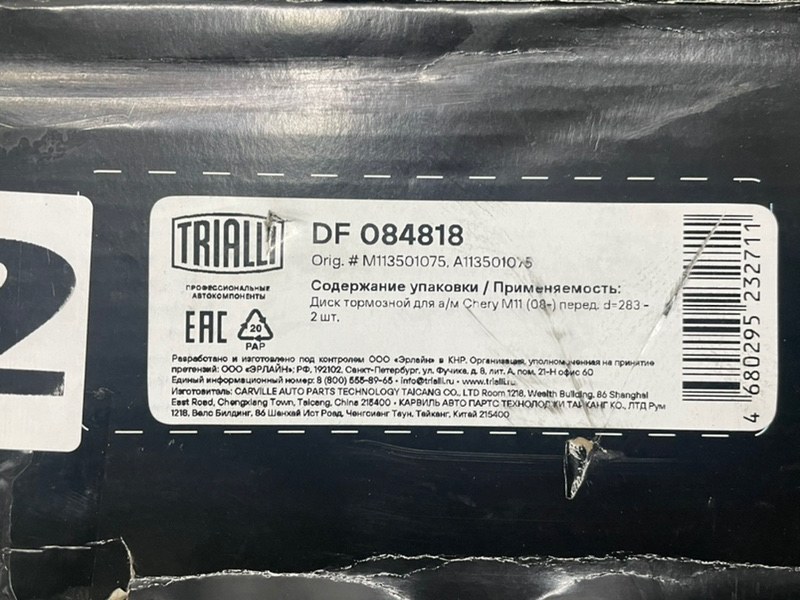 2
TRIALLI
ПРОФЕССИОНАЛЬНЫЕ
АВТОКОМПОНЕНТЫ
EAC
20
PAP
DF 084818
Orig. # M113501075, A113501075
Содержание упаковки / Применяемость:
Диск тормозной для а/м Chery M11 (08-) перед. d=283 -
2 шт.
Разработано и изготовлено под контролем ООО «Эрлайн» в КНР. Организация, уполномоченная на принятие
претензий: ООО «ЭРЛАЙН»; РФ, 192102, Санкт-Петербург, ул. Фучика, д. 8, лит. А, пом. 21-Н офис 60
Единый информационный номер: 8 (800) 555-89-65 • info@trialli.ru • www.trialli.ru
Изготовитель: CARVILLE AUTO PARTS TECHNOLOGY TAICANG CO., LTD Room 1218, Wealth Building, 86 Shanghai
East Road, Chengxiang Town, Taicang, China 215400 • КАРВИЛЬ АВТО ПАРТС ТЕХНОЛОДЖИ ТАЙКАНГ КО., ЛТД Рум
1218, Велс Билдинг, 86 Шанхай Ист Роад, Ченгсианг Таун, Тайканг, Китай 215400
4 680295 232711